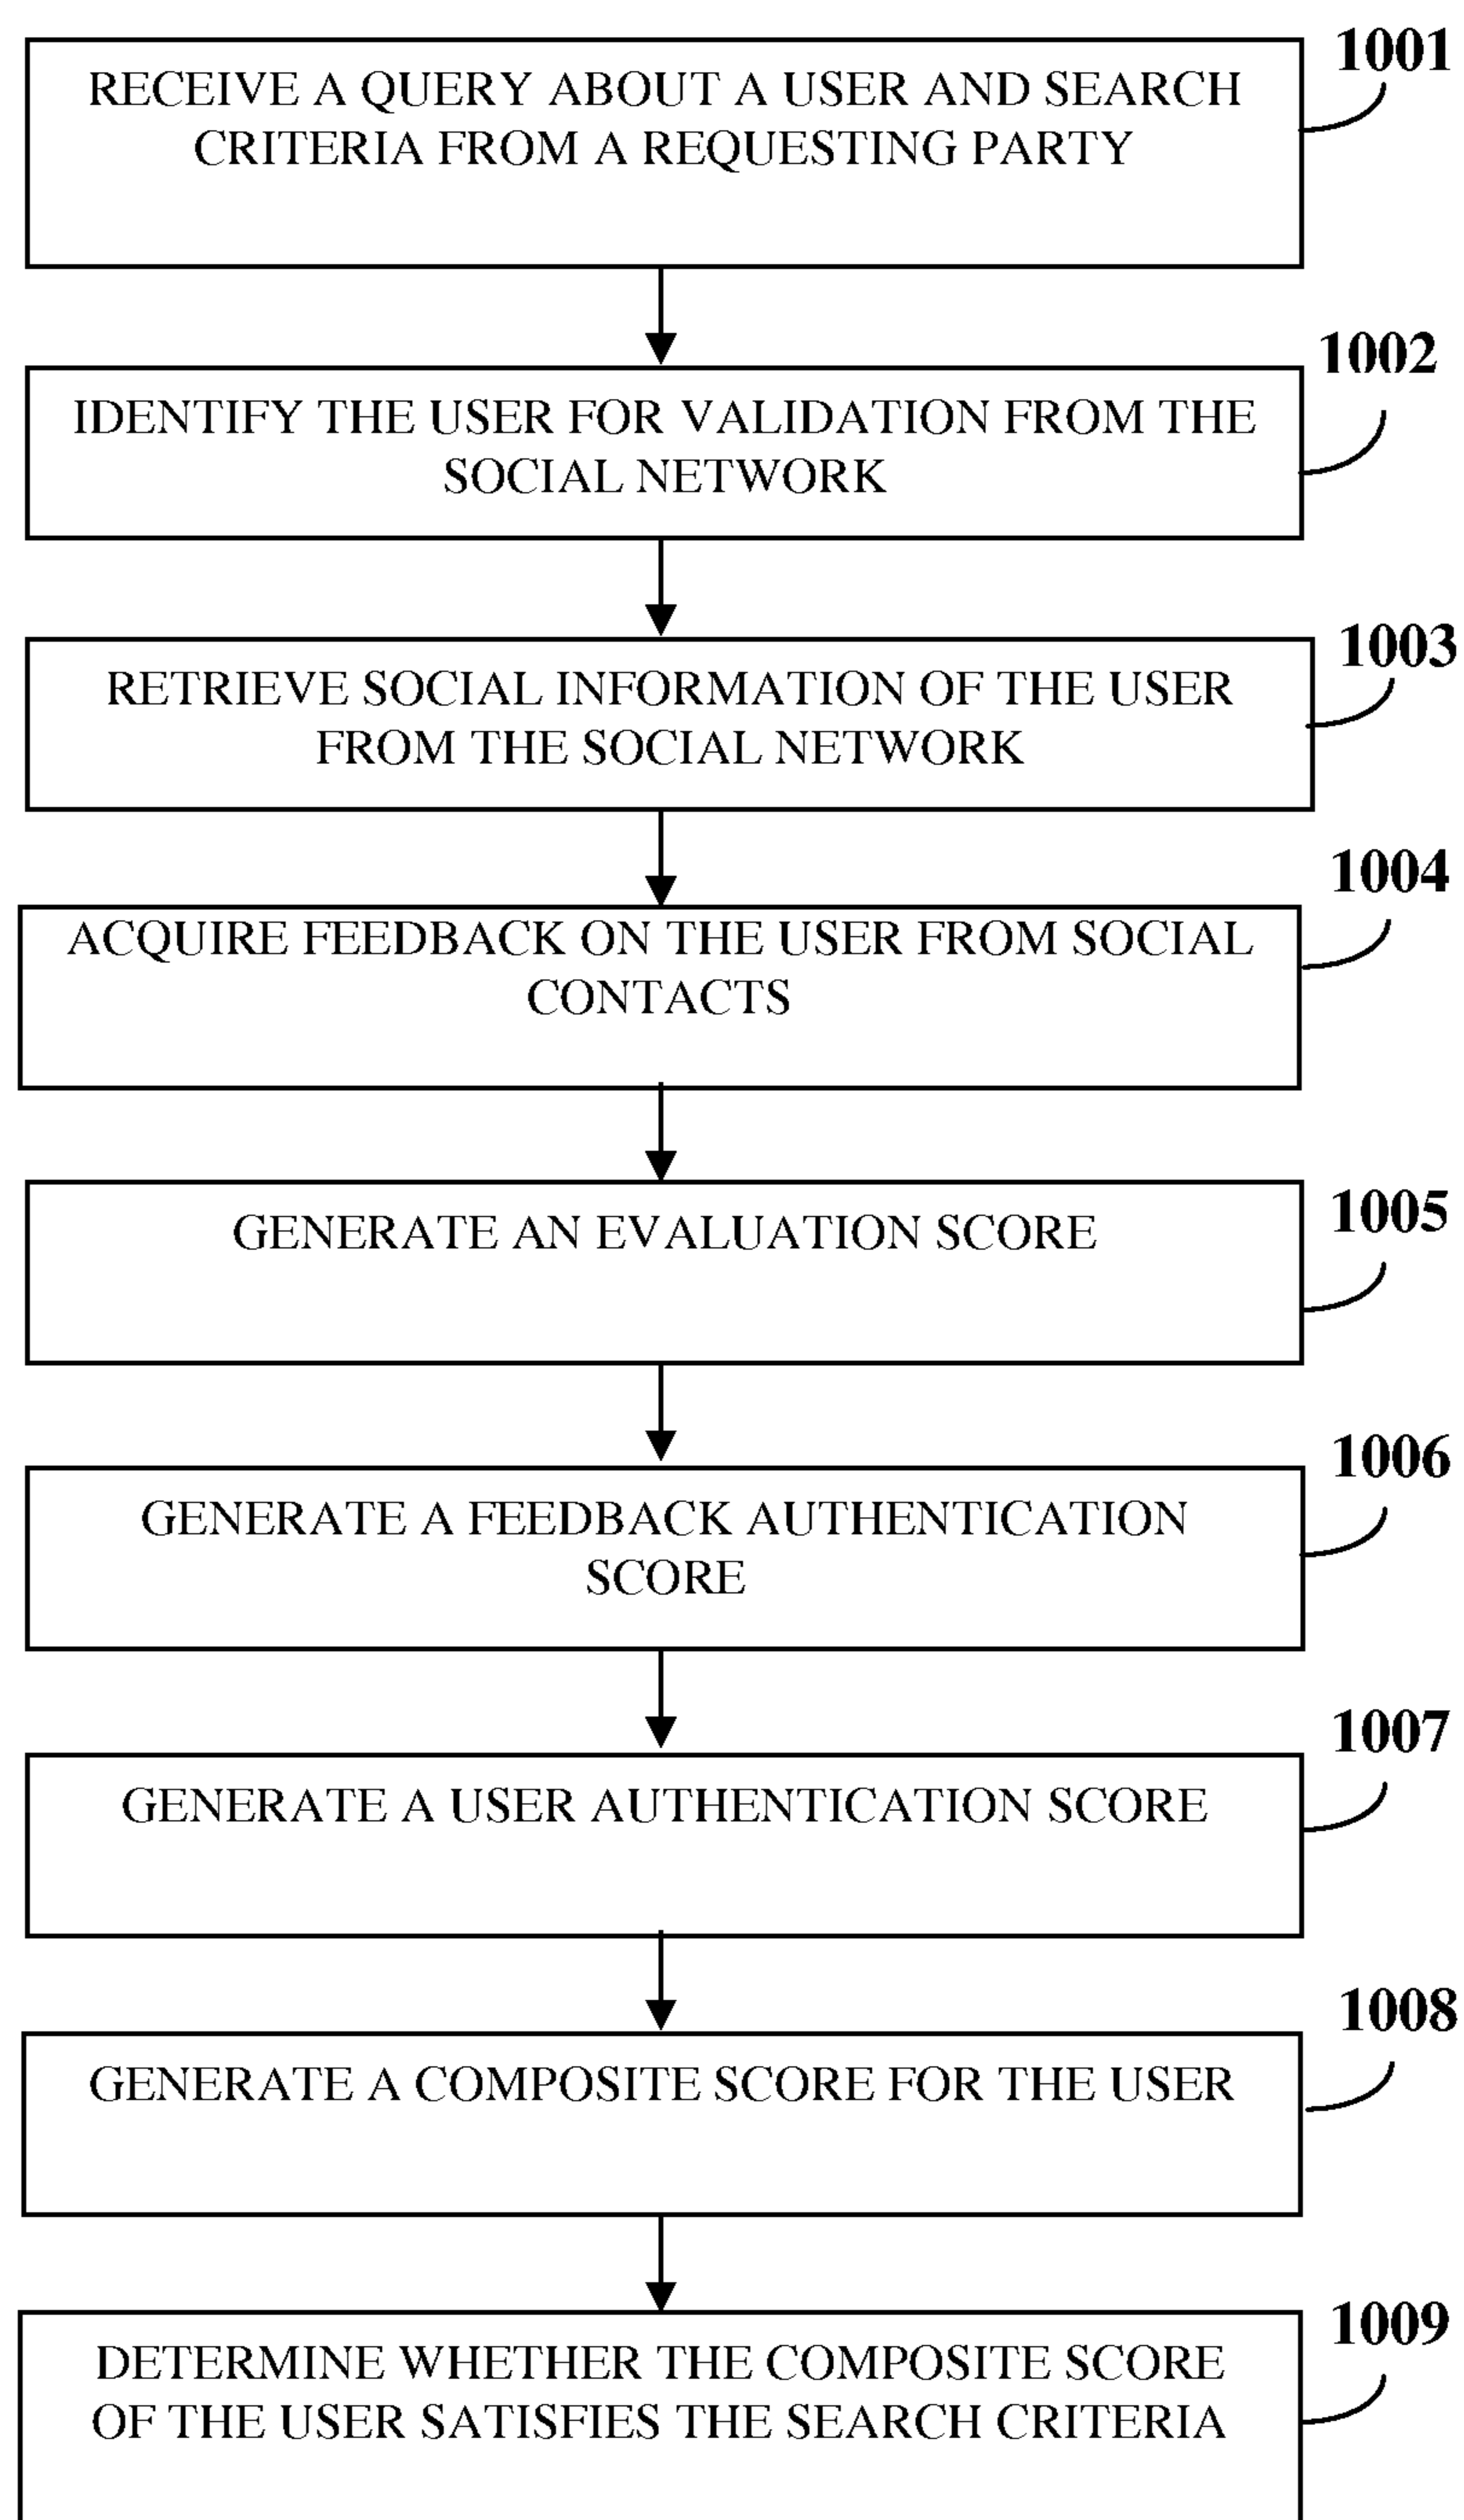 1001
RECEIVE A QUERY ABOUT A USER AND SEARCH
CRITERIA FROM A REQUESTING PARTY
1002
IDENTIFY THE USER FOR VALIDATION FROM THE
SOCIAL NETWORK
1003
RETRIEVE SOCIAL INFORMATION OF THE USER
FROM THE SOCIAL NETWORK
1004
ACQUIRE FEEDBACK ON THE USER FROM SOCIAL
CONTACTS
1005
GENERATE AN EVALUATION SCORE
1006
GENERATE A FEEDBACK AUTHENTICATION
SCORE
1007
GENERATE A USER AUTHENTICATION SCORE
1008
GENERATE A COMPOSITE SCORE FOR THE USER
1009
DETERMINE WHETHER THE COMPOSITE SCORE
OF THE USER SATISFIES THE SEARCH CRITERIA